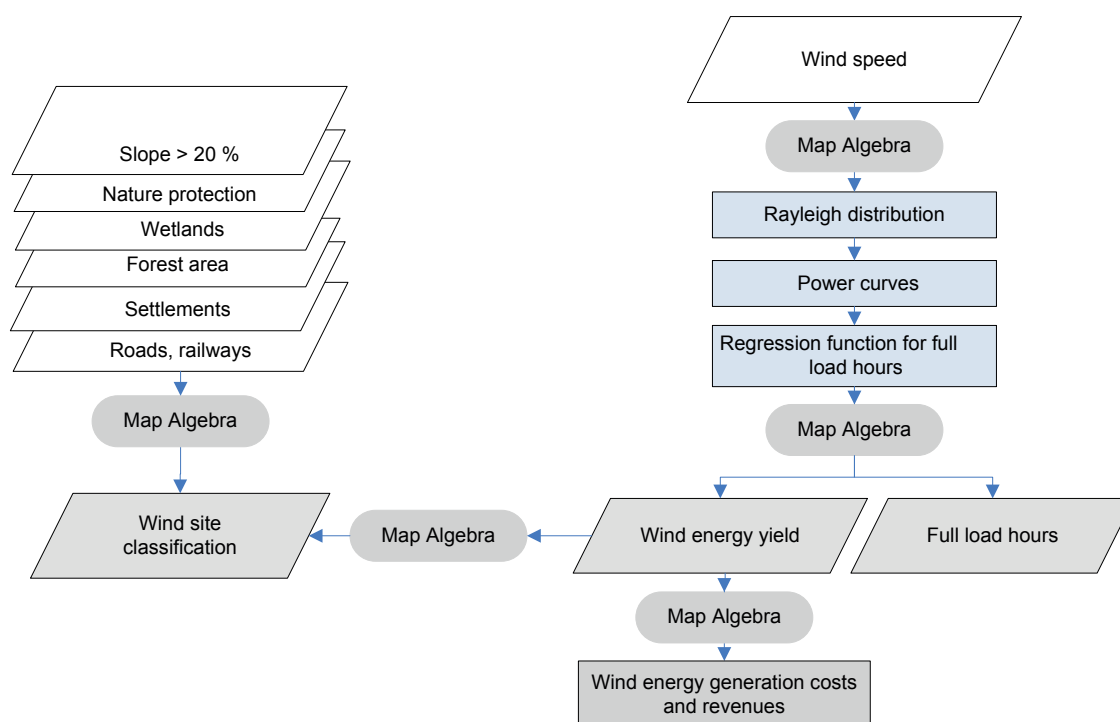 Wind speed
Map Algebra
Rayleigh distribution
Power curves
Regression function for full
load hours
Map Algebra
Slope > 20 %
Nature protection
Wetlands
Forest area
Settlements
Roads, railways
Map Algebra
Wind site
classification
Map Algebra
Wind energy yield
Full load hours
Map Algebra
Wind energy generation costs
and revenues